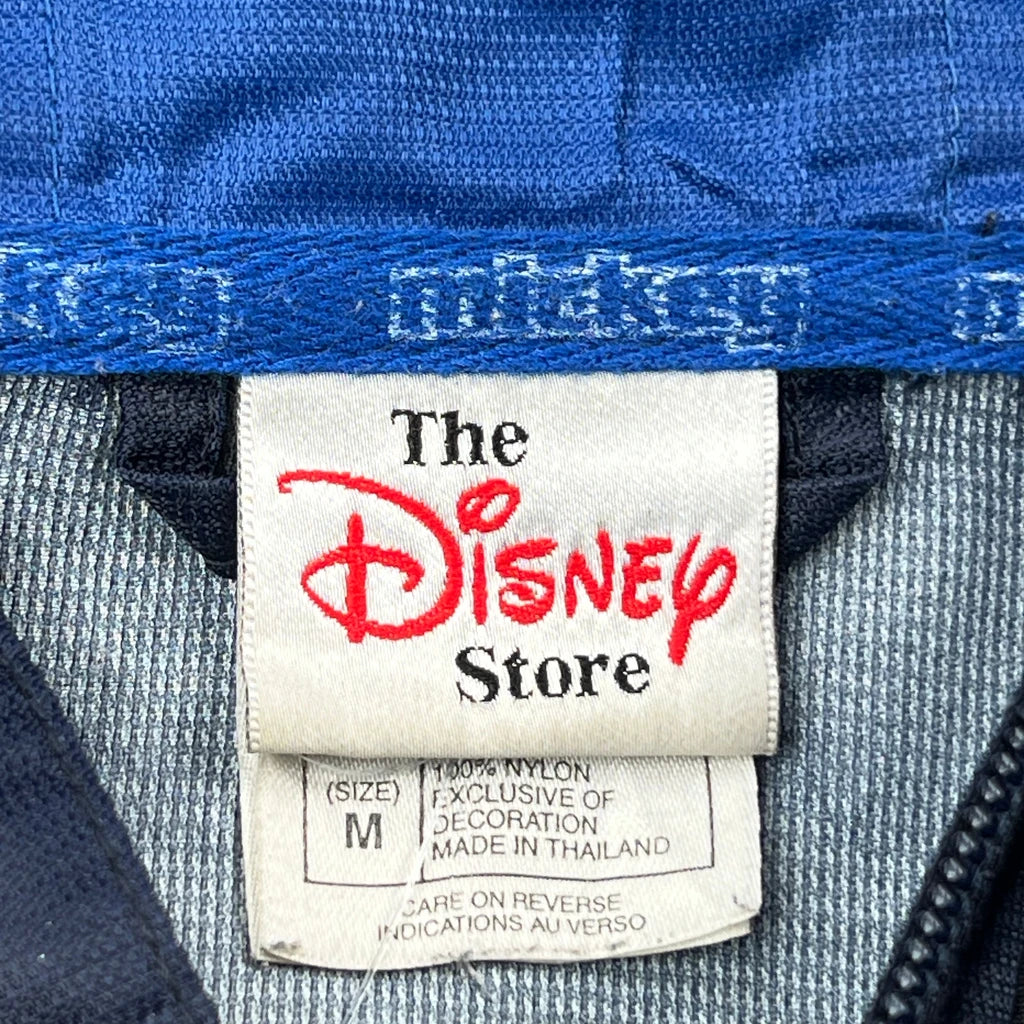 mickey
The
Disney
Store
(SIZE)
M
100% NYLON
EXCLUSIVE OF
DECORATION
MADE IN THAILAND
CARE ON REVERSE
INDICATIONS AU VERSO